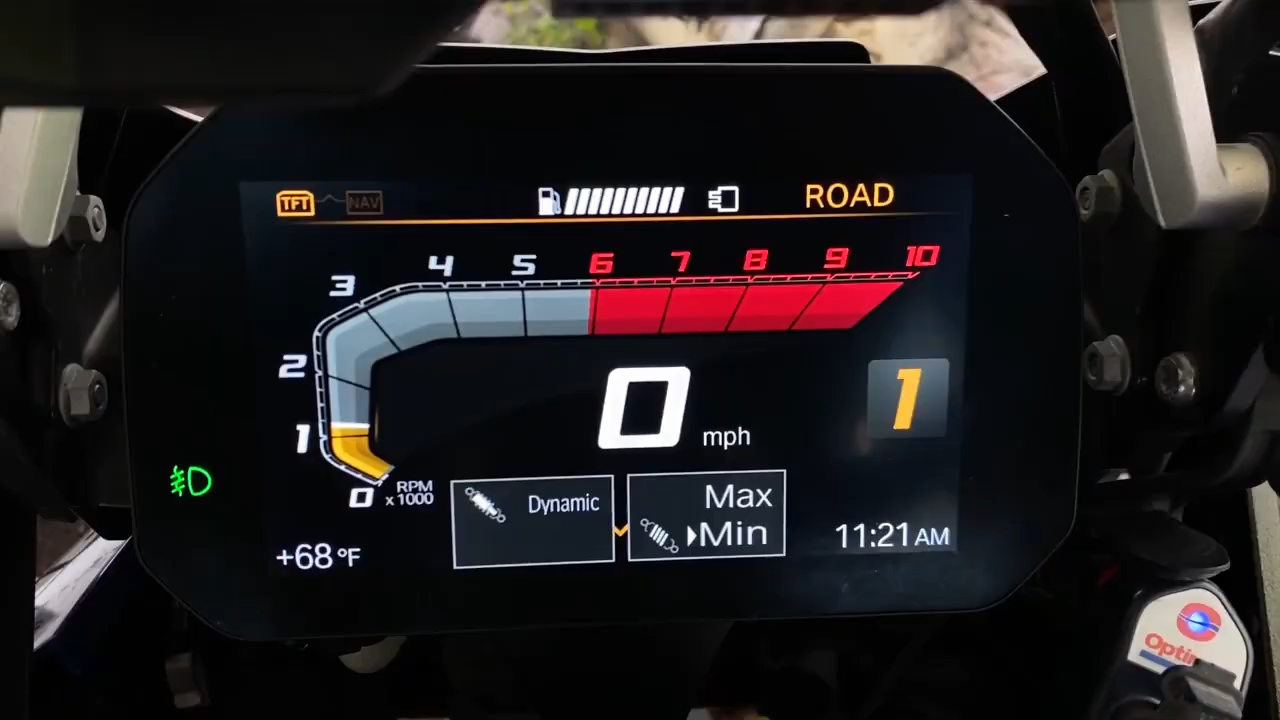 TFT NAV ROAD
4 5 6 7 8 9 10
3
2
1
0 RPM x1000
0 mph
1
Dynamic
Max
Min
+68°F
11:21 AM